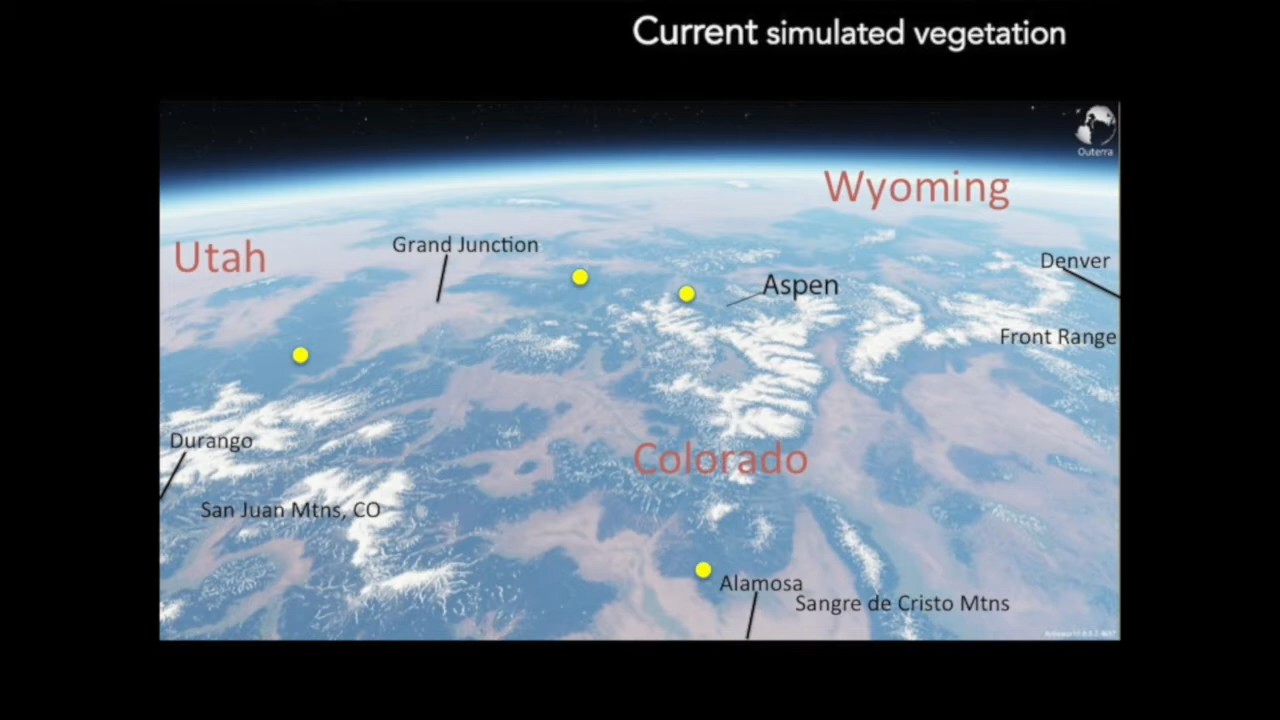 Current simulated vegetation
Outerra
Wyoming
Utah
Grand Junction
Denver
Aspen
Front Range
Durango
Colorado
San Juan Mtns, CO
Alamosa
Sangre de Cristo Mtns